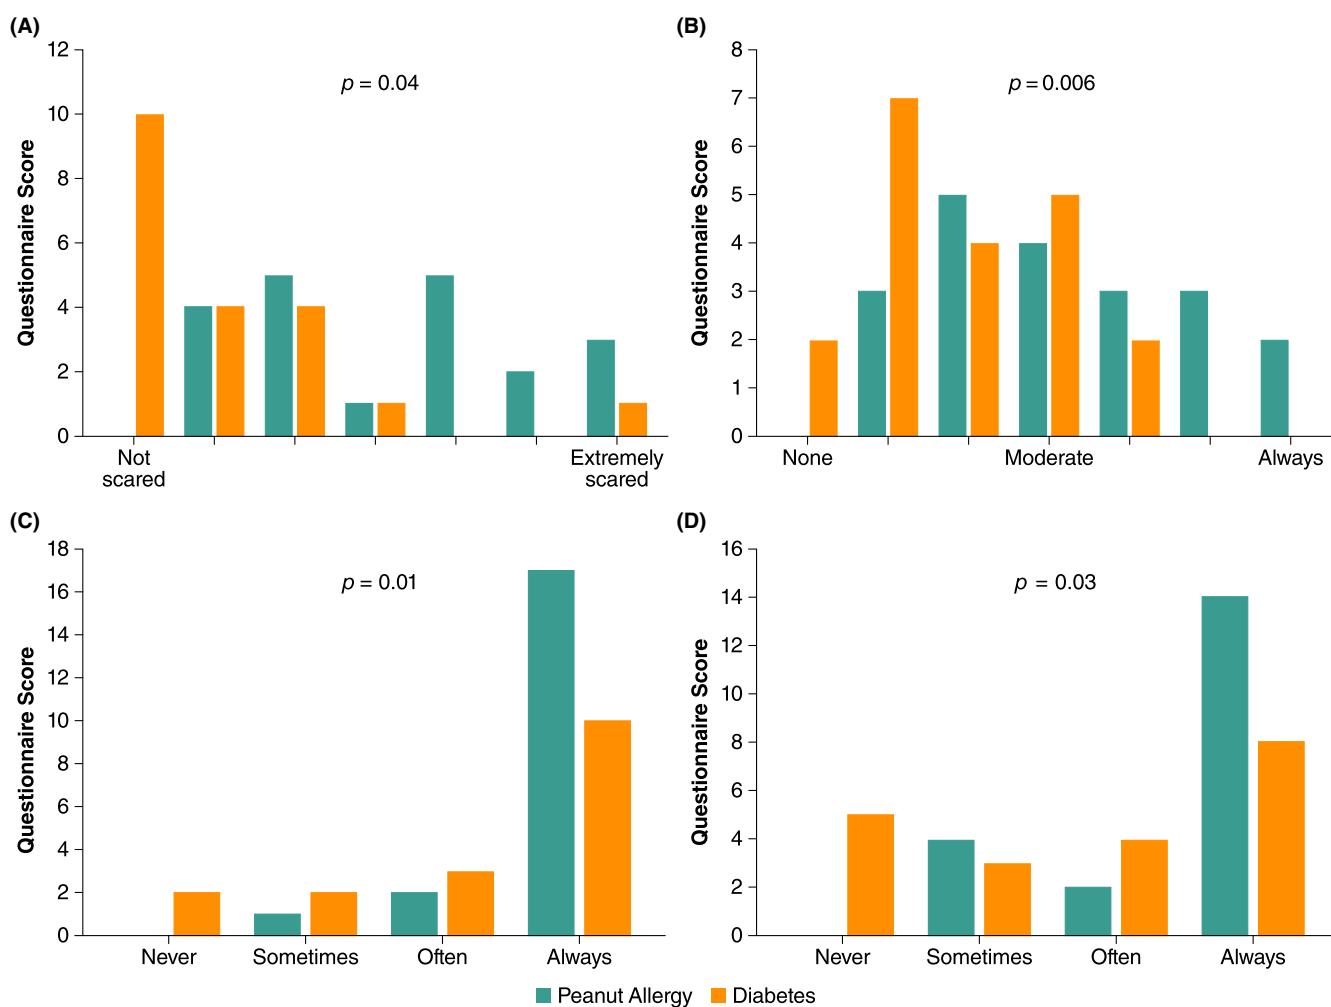 (A)
12
10
8
6
4
2
0
Questionnaire Score
p = 0.04
Not
scared
Extremely
scared
(B)
8
7
6
5
4
3
2
1
0
Questionnaire Score
p = 0.006
None
Moderate
Always
(C)
18
16
14
12
10
8
6
4
2
0
Questionnaire Score
p = 0.01
Never
Sometimes
Often
Always
(D)
16
14
12
10
8
6
4
2
0
Questionnaire Score
p = 0.03
Never
Sometimes
Often
Always
Peanut Allergy
Diabetes